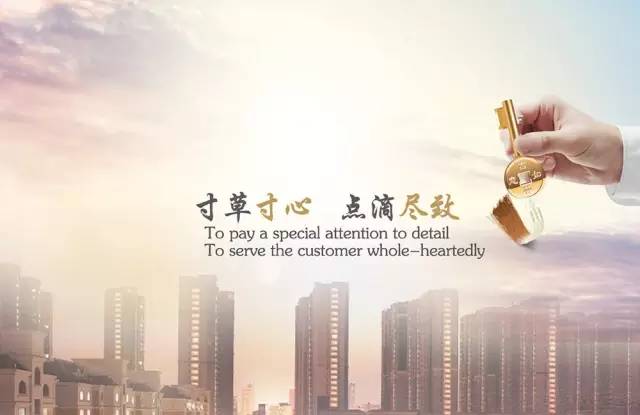 寸草寸心 点滴尽致
To pay a special attention to detail
To serve the customer whole-heartedly